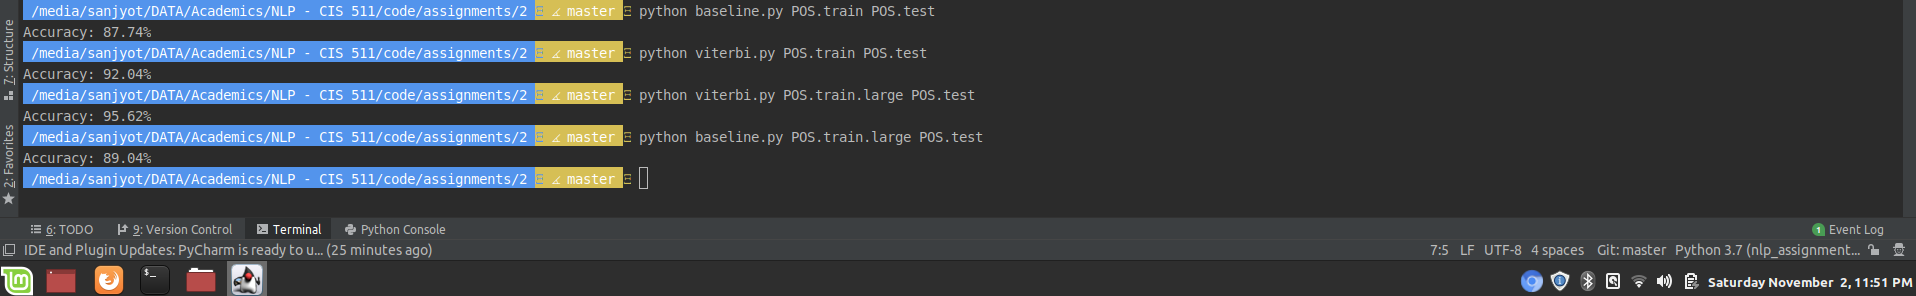 /media/sanjyot/DATA/Academics/NLP - CIS 511/code/assignments/2 master python baseline.py POS.train POS.test
Accuracy: 87.74%
/media/sanjyot/DATA/Academics/NLP - CIS 511/code/assignments/2 master python viterbi.py POS.train POS.test
Accuracy: 92.04%
/media/sanjyot/DATA/Academics/NLP - CIS 511/code/assignments/2 master python viterbi.py POS.train.large POS.test
Accuracy: 95.62%
/media/sanjyot/DATA/Academics/NLP - CIS 511/code/assignments/2 master python baseline.py POS.train.large POS.test
Accuracy: 89.04%
/media/sanjyot/DATA/Academics/NLP - CIS 511/code/assignments/2 master
7: Structure
2: Favorites
6: TODO 9: Version Control Terminal Python Console 1 Event Log
IDE and Plugin Updates: PyCharm is ready to u... (25 minutes ago) 7:5 LF UTF-8 4 spaces Git: master Python 3.7 (nlp_assignment...
Saturday November 2, 11:51 PM